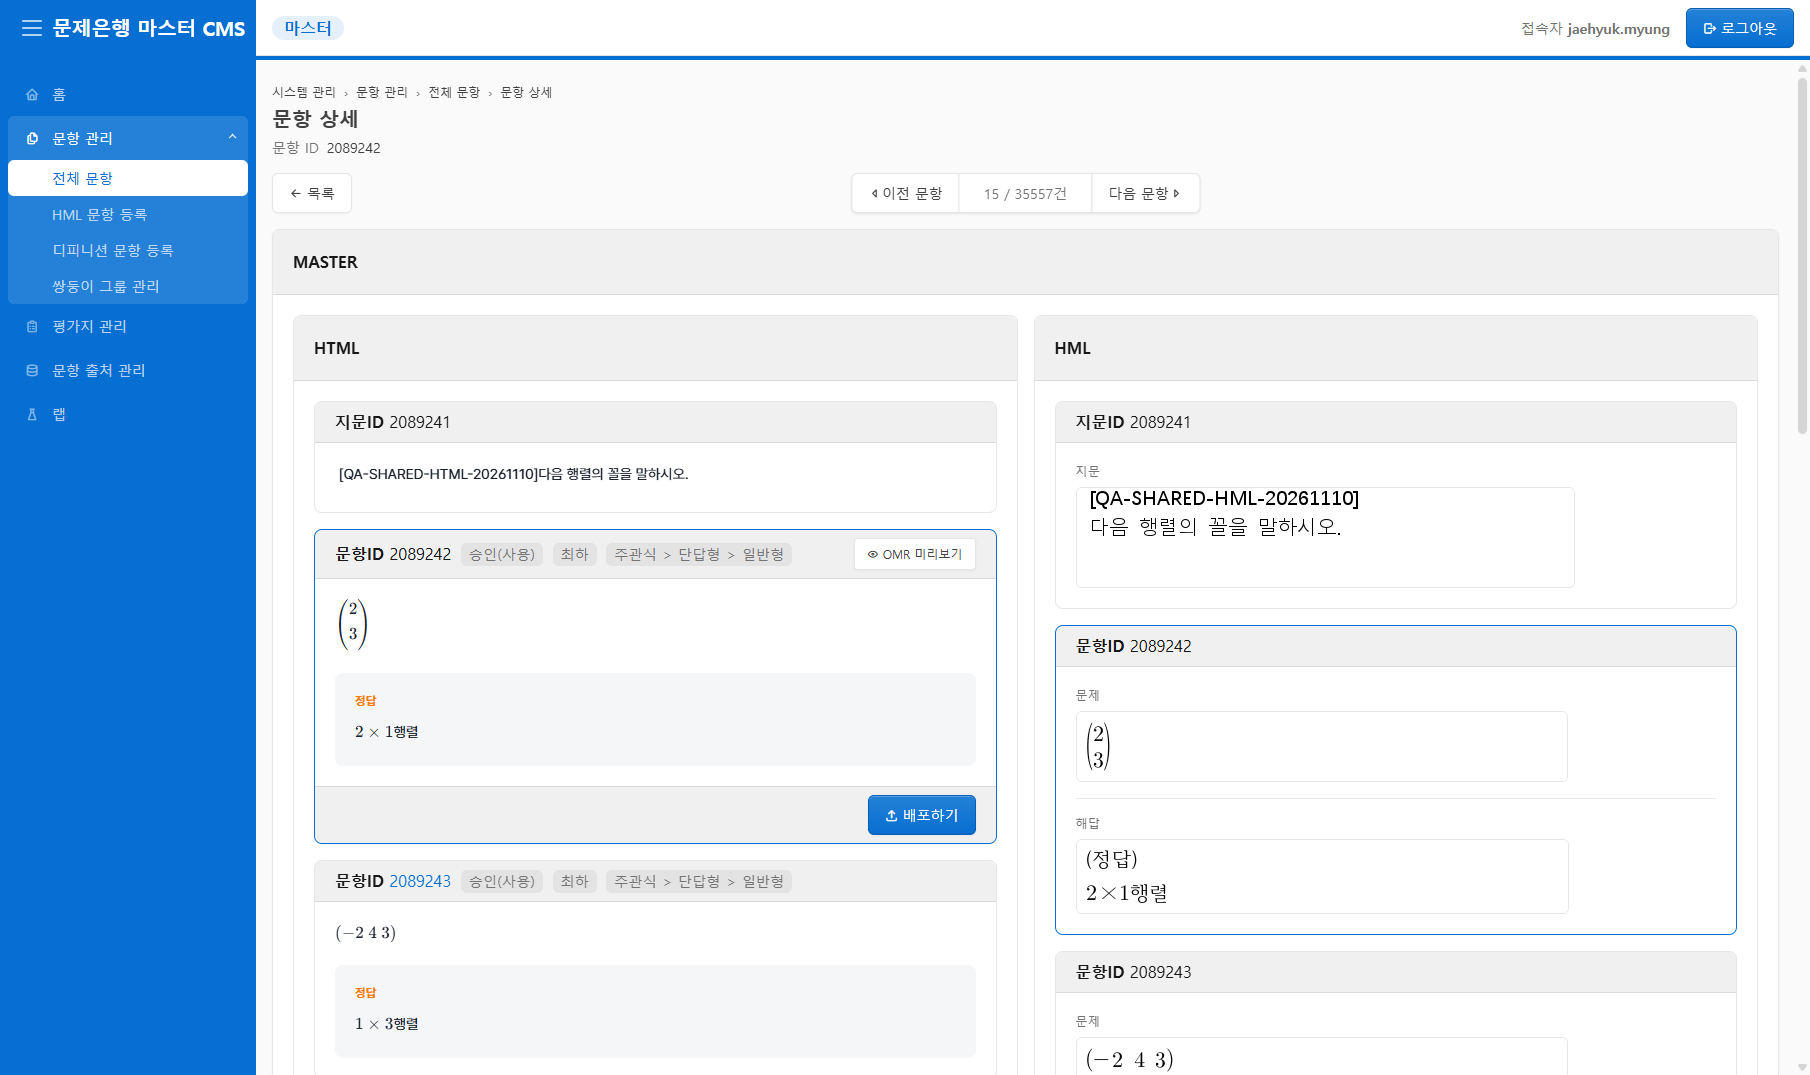 문제은행 마스터 CMS
홈
문항 관리
전체 문항
HML 문항 등록
디피니션 문항 등록
쌍둥이 그룹 관리
평가지 관리
문항 출처 관리
랩
마스터
접속자 jaehyuk.myung
로그아웃
시스템 관리 › 문항 관리 › 전체 문항 › 문항 상세
문항 상세
문항 ID 2089242
← 목록
이전 문항
15 / 35557건
다음 문항
MASTER
HTML
지문ID 2089241
[QA-SHARED-HTML-20261110]다음 행렬의 꼴을 말하시오.
문항ID 2089242 승인(사용) 최하 주관식 > 단답형 > 일반형
OMR 미리보기
(2
3)
정답
2 × 1행렬
배포하기
문항ID 2089243 승인(사용) 최하 주관식 > 단답형 > 일반형
(−2 4 3)
정답
1 × 3행렬
HML
지문ID 2089241
지문
[QA-SHARED-HML-20261110]
다음 행렬의 꼴을 말하시오.
문항ID 2089242
문제
(2
3)
해답
(정답)
2×1행렬
문항ID 2089243
문제
(−2 4 3)